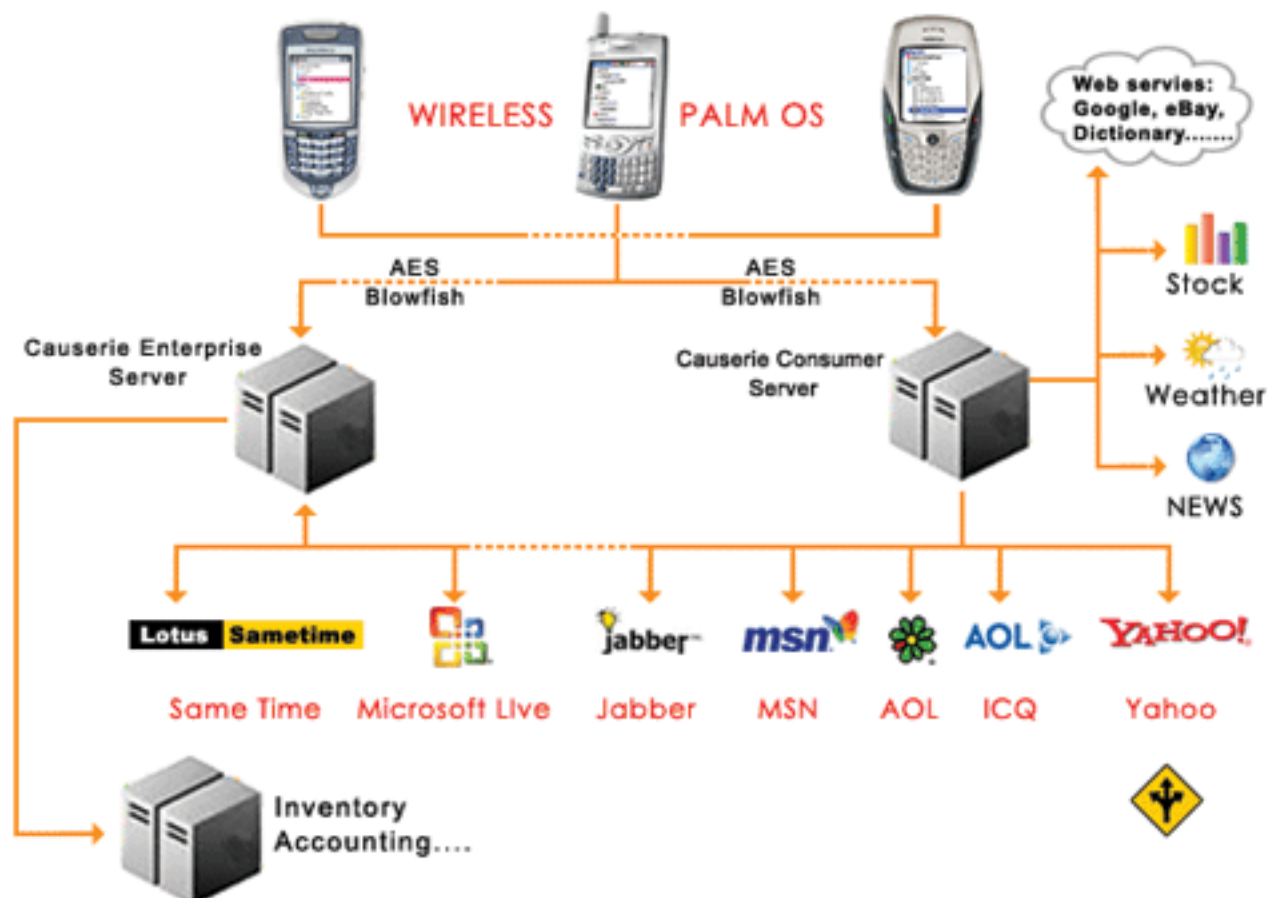 WIRELESS
PALM OS
Web servies:
Google, eBay,
Dictionary.......
AES
Blowfish
AES
Blowfish
Stock
Causerie Enterprise
Server
Causerie Consumer
Server
Weather
NEWS
Lotus Sametime
jabber™
msn
AOL
YAHOO!
Same Time
Microsoft LIve
Jabber
MSN
AOL
ICQ
Yahoo
Inventory
Accounting....